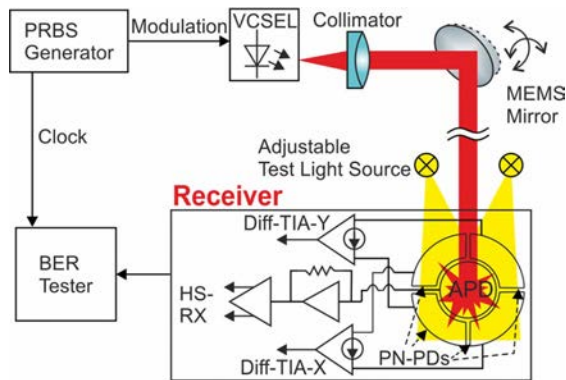 PRBS
Generator
Modulation
VCSEL
Collimator
MEMS
Mirror
Clock
Adjustable
Test Light Source
Receiver
Diff-TIA-Y
BER
Tester
HS-
RX
APD
Diff-TIA-X
PN-PDs